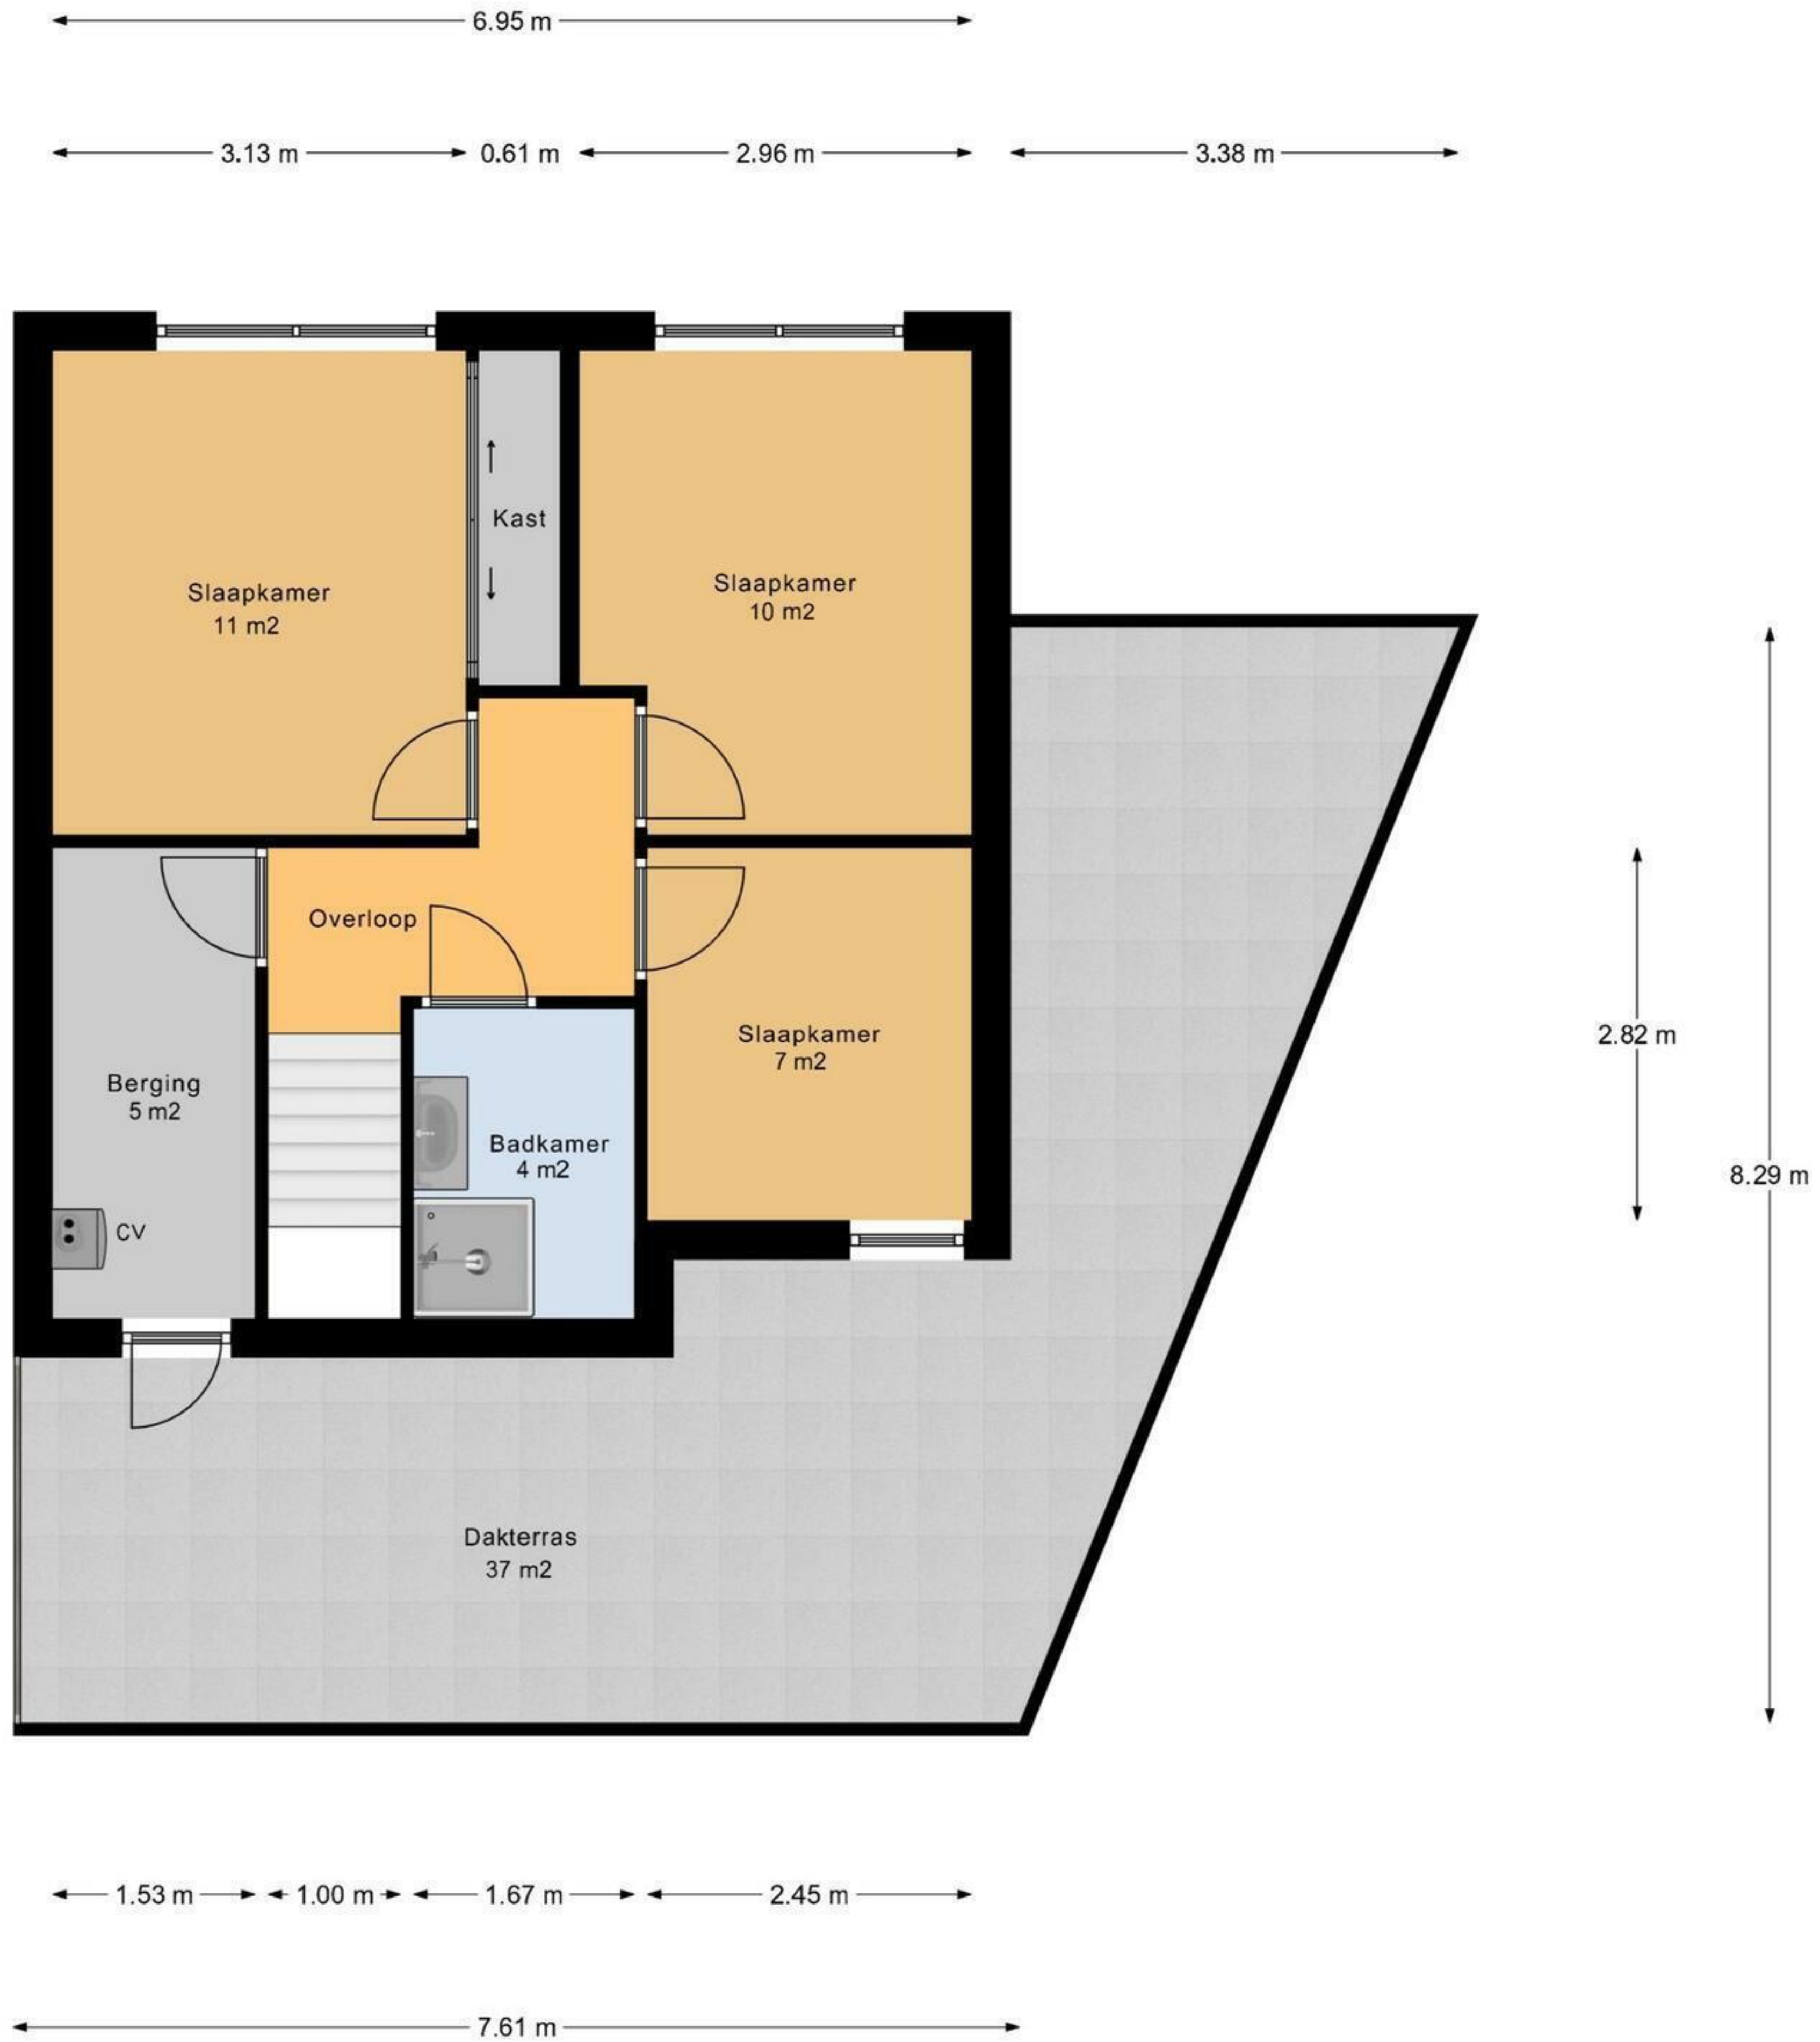 6.95 m
3.13 m
0.61 m
2.96 m
3.38 m
Kast
Slaapkamer
11 m2
Slaapkamer
10 m2
Overloop
Slaapkamer
7 m2
2.82 m
Berging
5 m2
Badkamer
4 m2
8.29 m
CV
Dakterras
37 m2
1.53 m
1.00 m
1.67 m
2.45 m
7.61 m